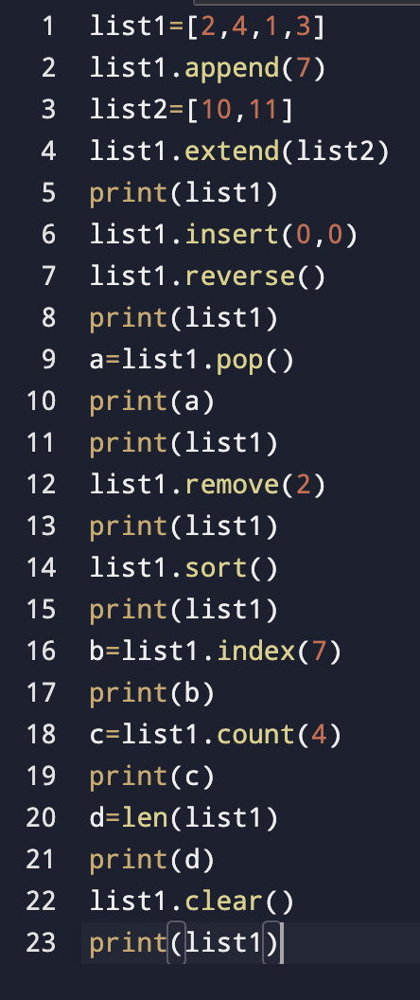 1 list1=[2,4,1,3]
2 list1.append(7)
3 list2=[10,11]
4 list1.extend(list2)
5 print(list1)
6 list1.insert(0,0)
7 list1.reverse()
8 print(list1)
9 a=list1.pop()
10 print(a)
11 print(list1)
12 list1.remove(2)
13 print(list1)
14 list1.sort()
15 print(list1)
16 b=list1.index(7)
17 print(b)
18 c=list1.count(4)
19 print(c)
20 d=len(list1)
21 print(d)
22 list1.clear()
23 print(list1)